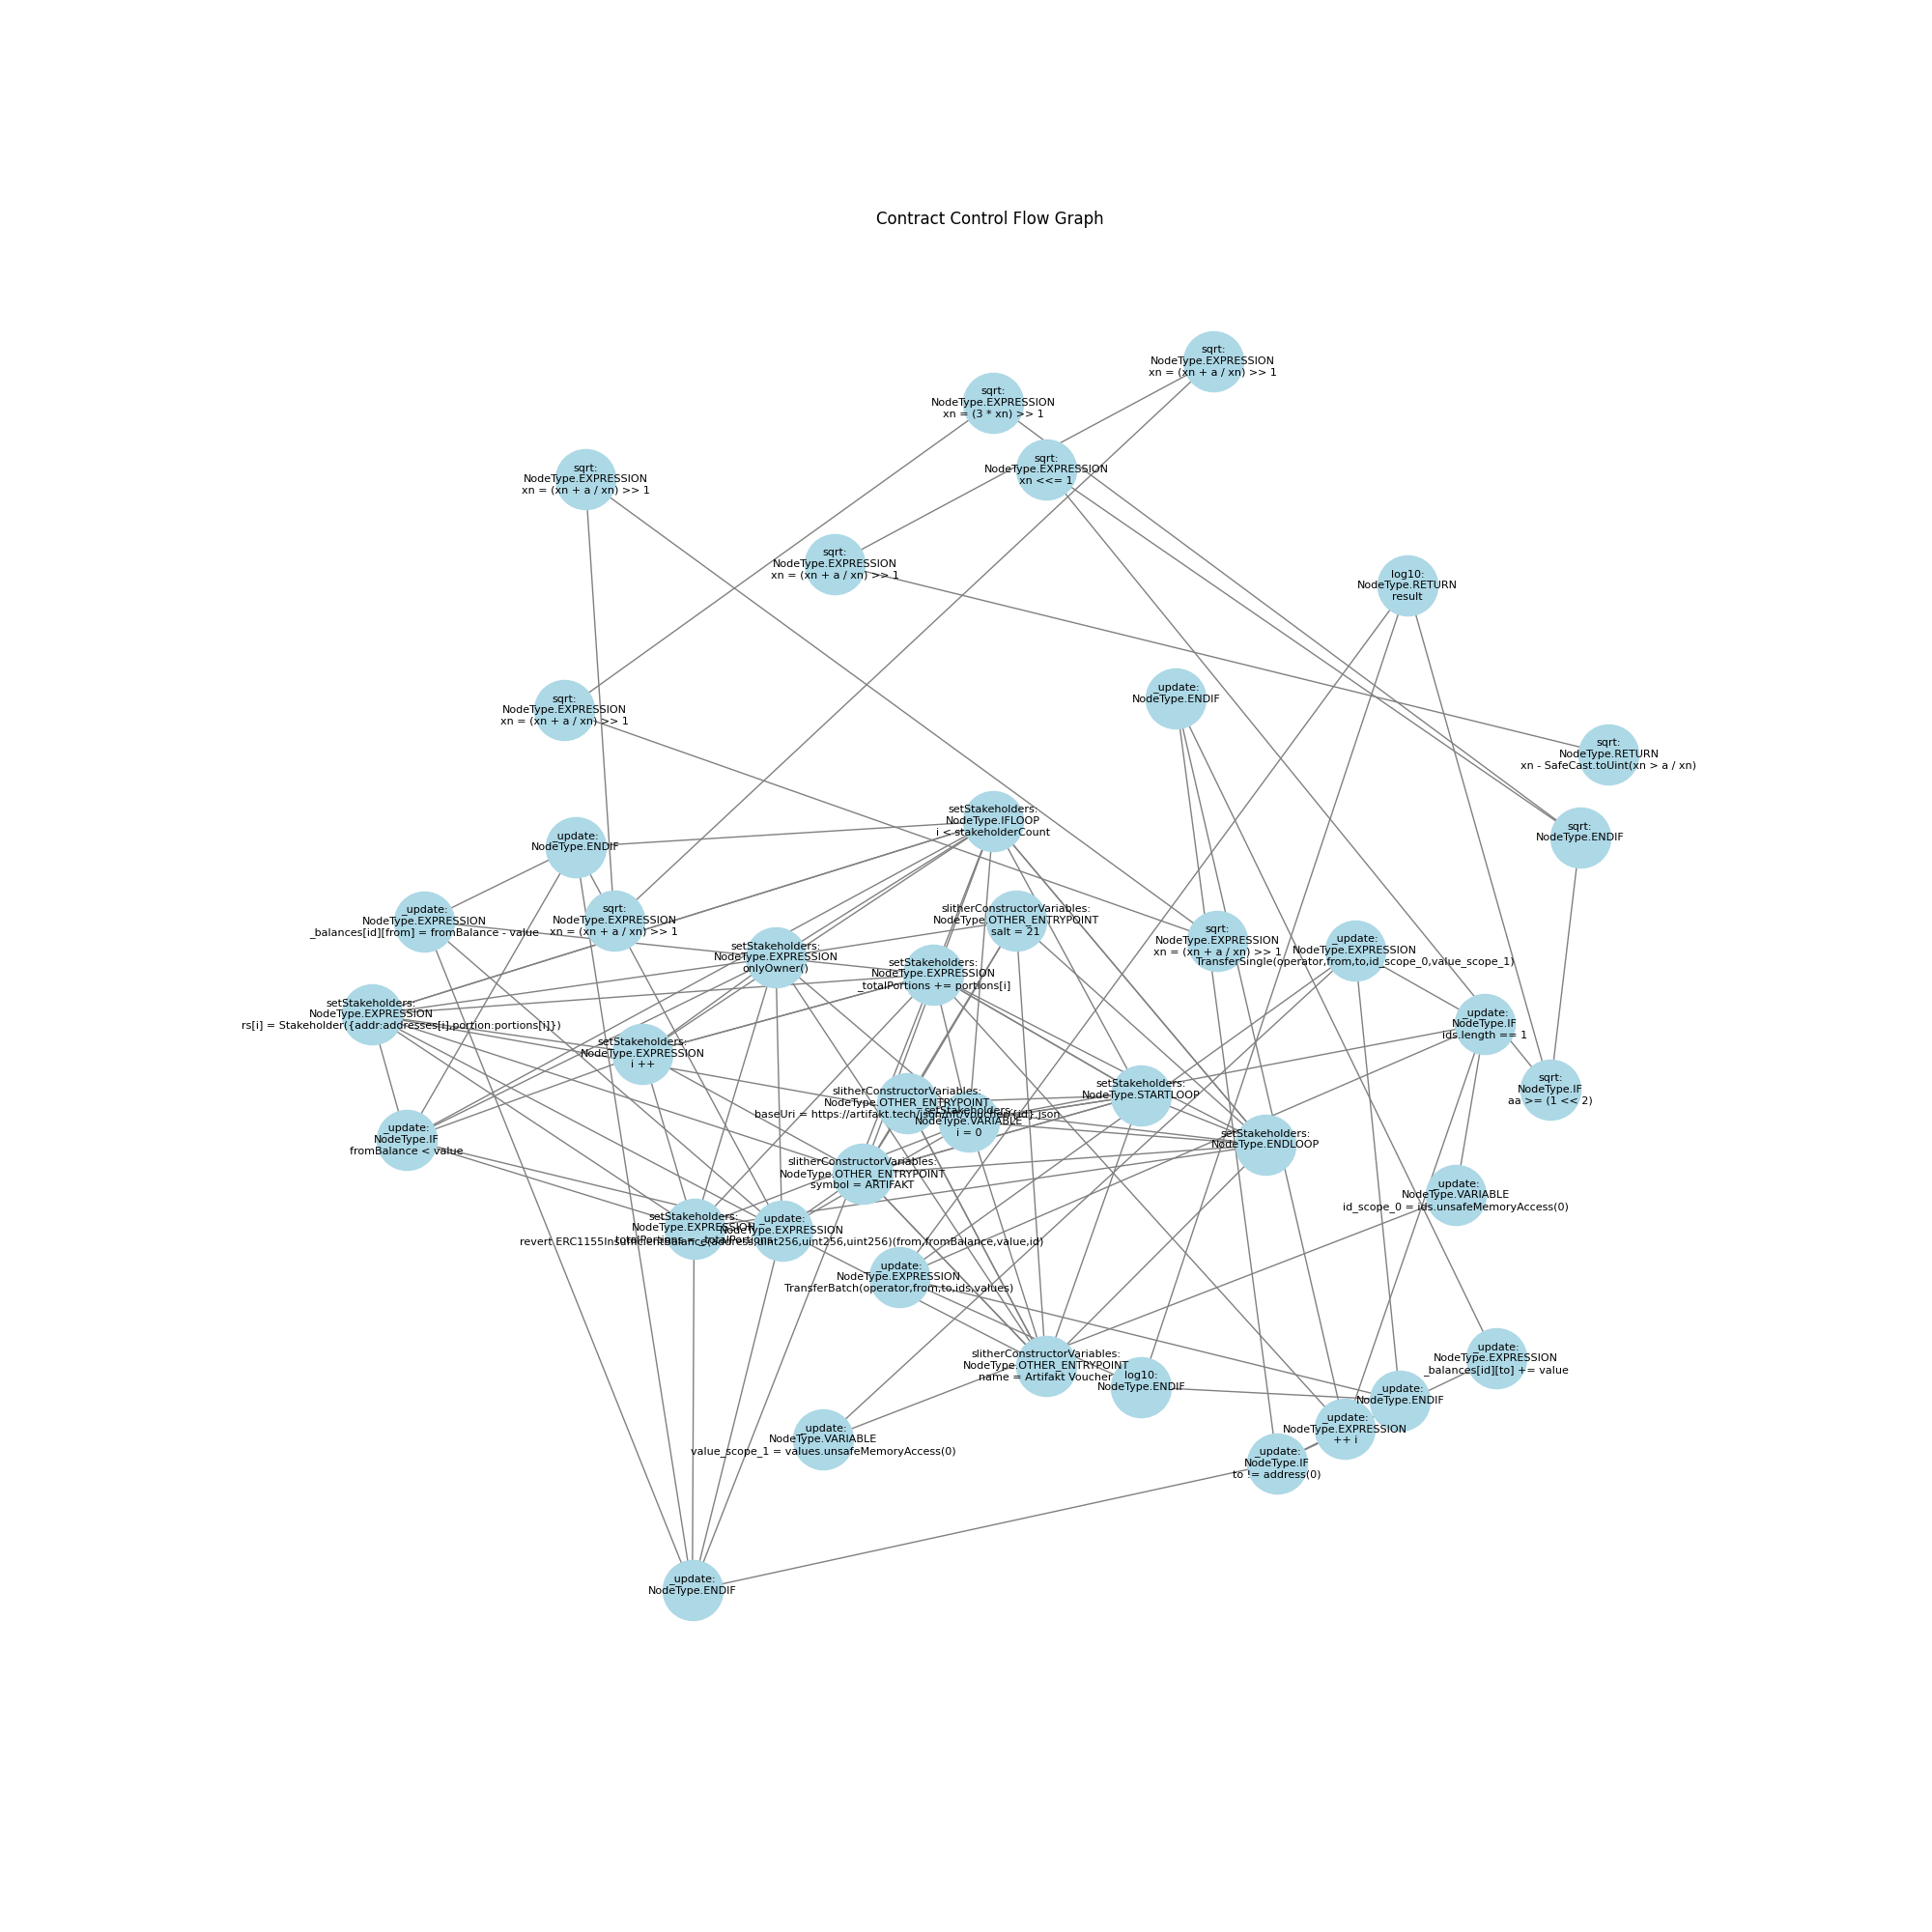 Contract Control Flow Graph
sqrt:
NodeType.EXPRESSION
xn = (xn + a / xn) >> 1
sqrt:
NodeType.EXPRESSION
xn = (3 * xn) >> 1
sqrt:
NodeType.EXPRESSION
xn <<= 1
sqrt:
NodeType.EXPRESSION
xn = (xn + a / xn) >> 1
sqrt:
NodeType.EXPRESSION
xn = (xn + a / xn) >> 1
log10:
NodeType.RETURN
result
sqrt:
NodeType.EXPRESSION
xn = (xn + a / xn) >> 1
_update:
NodeType.ENDIF
sqrt:
NodeType.RETURN
xn - SafeCast.toUint(xn > a / xn)
setStakeholders:
NodeType.IFLOOP
i < stakeholderCount
sqrt:
NodeType.ENDIF
_update:
NodeType.ENDIF
_update:
NodeType.EXPRESSION
_balances[id][from] = fromBalance - value
sqrt:
NodeType.EXPRESSION
xn = (xn + a / xn) >> 1
slitherConstructorVariables:
NodeType.OTHER_ENTRYPOINT
salt = 21
setStakeholders:
NodeType.EXPRESSION
onlyOwner()
setStakeholders:
NodeType.EXPRESSION
_totalPortions += portions[i]
sqrt:
NodeType.EXPRESSION
xn = (xn + a / xn) >> 1
_update:
NodeType.EXPRESSION
TransferSingle(operator,from,to,id_scope_0,value_scope_1)
setStakeholders:
NodeType.EXPRESSION
rs[i] = Stakeholder({addr:addresses[i],portion:portions[i]})
_update:
NodeType.IF
ids.length == 1
setStakeholders:
NodeType.EXPRESSION
i ++
sqrt:
NodeType.IF
aa >= (1 << 2)
setStakeholders:
NodeType.STARTLOOP
slitherConstructorVariables:
NodeType.OTHER_ENTRYPOINT
baseUri = https://artifakt.tech/json/nft/voucher/{id}.json
setStakeholders:
NodeType.VARIABLE
i = 0
_update:
NodeType.IF
fromBalance < value
setStakeholders:
NodeType.ENDLOOP
slitherConstructorVariables:
NodeType.OTHER_ENTRYPOINT
symbol = ARTIFAKT
_update:
NodeType.VARIABLE
id_scope_0 = ids.unsafeMemoryAccess(0)
setStakeholders:
NodeType.EXPRESSION
totalPortions = _totalPortions
_update:
NodeType.EXPRESSION
revert ERC1155InsufficientBalance(address,uint256,uint256,uint256)(from,fromBalance,value,id)
_update:
NodeType.EXPRESSION
TransferBatch(operator,from,to,ids,values)
slitherConstructorVariables:
NodeType.OTHER_ENTRYPOINT
name = Artifakt Voucher
log10:
NodeType.ENDIF
_update:
NodeType.EXPRESSION
_balances[id][to] += value
_update:
NodeType.ENDIF
_update:
NodeType.EXPRESSION
++ i
_update:
NodeType.VARIABLE
value_scope_1 = values.unsafeMemoryAccess(0)
_update:
NodeType.IF
to != address(0)
_update:
NodeType.ENDIF